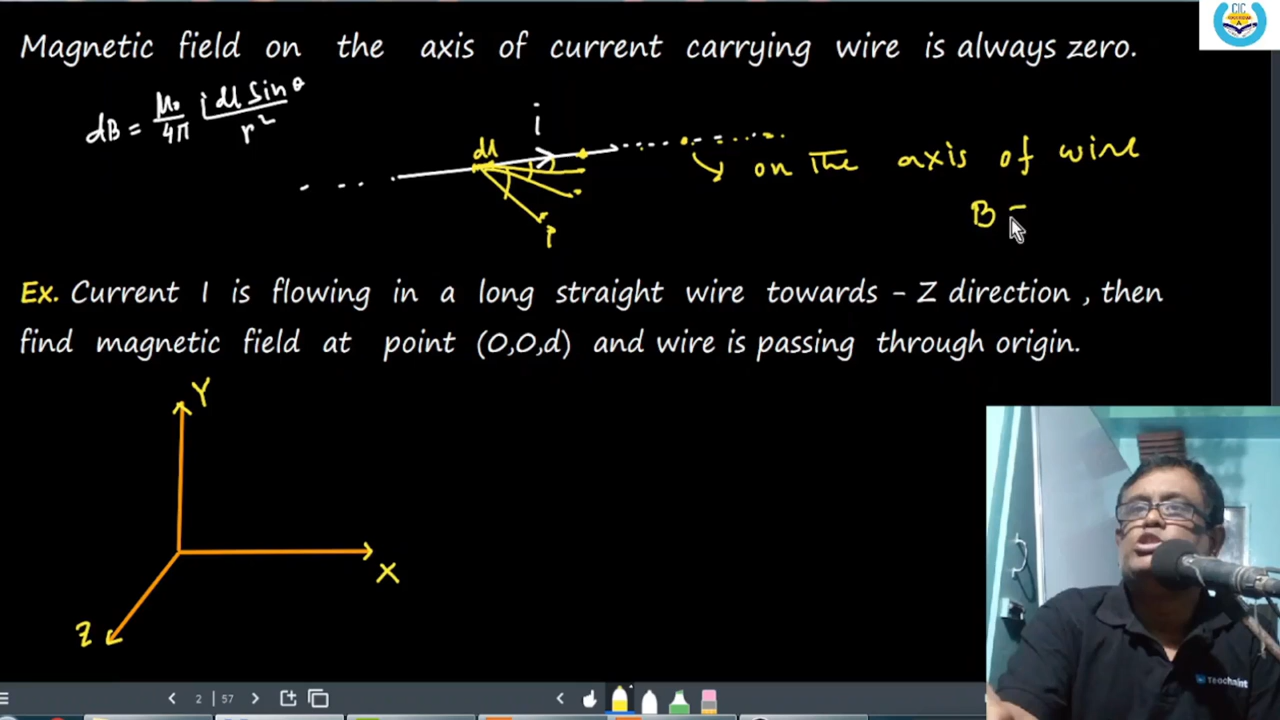 CIC
Magnetic field on the axis of current carrying wire is always zero.
dB = μ₀/4π i dl Sinθ/r²
i
dl
on The axis of wire
P
B =
Ex. Current I is flowing in a long straight wire towards - Z direction , then
find magnetic field at point (0,0,d) and wire is passing through origin.
Y
X
Z
2 | 57